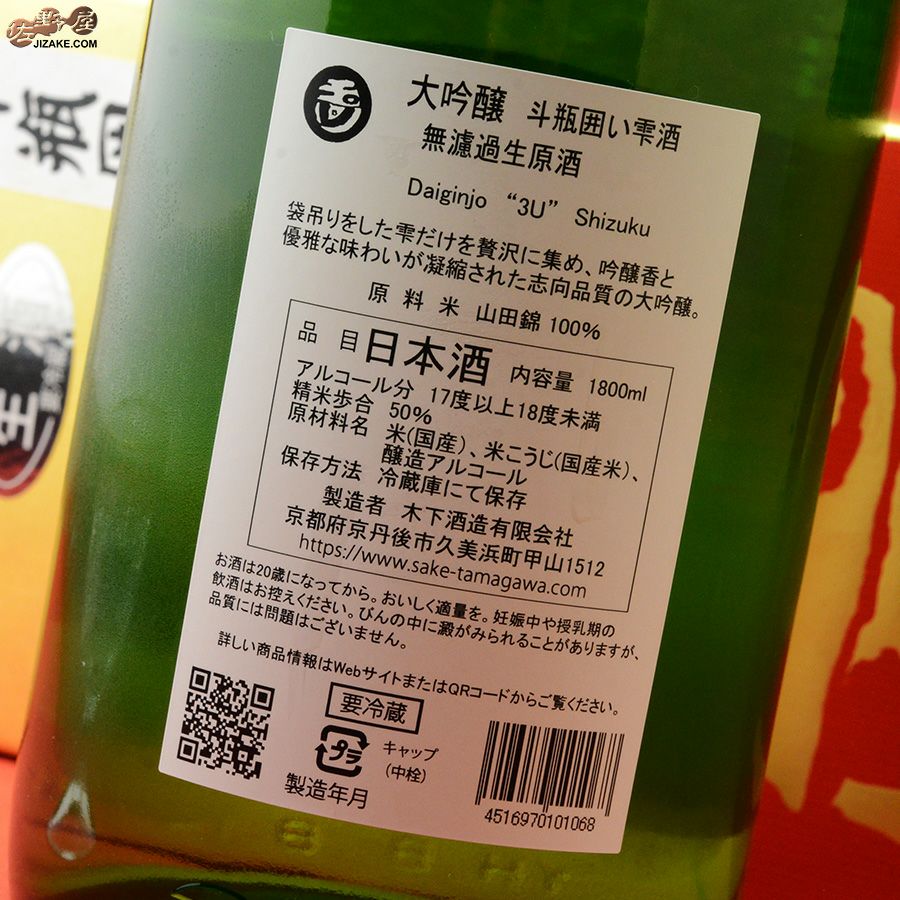 佐野屋
JIZAKE.COM
瓶囲
大吟醸 斗瓶囲い雫酒
無濾過生原酒
Daiginjo “3U” Shizuku
袋吊りをした雫だけを贅沢に集め、吟醸香と
優雅な味わいが凝縮された志向品質の大吟醸。
原料米 山田錦 100%
品目 日本酒 内容量 1800ml
アルコール分 17度以上18度未満
精米歩合 50%
原材料名 米(国産)、米こうじ(国産米)、
醸造アルコール
保存方法 冷蔵庫にて保存
製造者 木下酒造有限会社
京都府京丹後市久美浜町甲山1512
https://www.sake-tamagawa.com
お酒は20歳になってから。おいしく適量を。妊娠中や授乳期の
飲酒はお控えください。びんの中に澱がみられることがありますが、
品質には問題はございません。
詳しい商品情報はWebサイトまたはQRコードからご覧ください。
要冷蔵
プラ
キャップ
(中栓)
製造年月
4516970101068